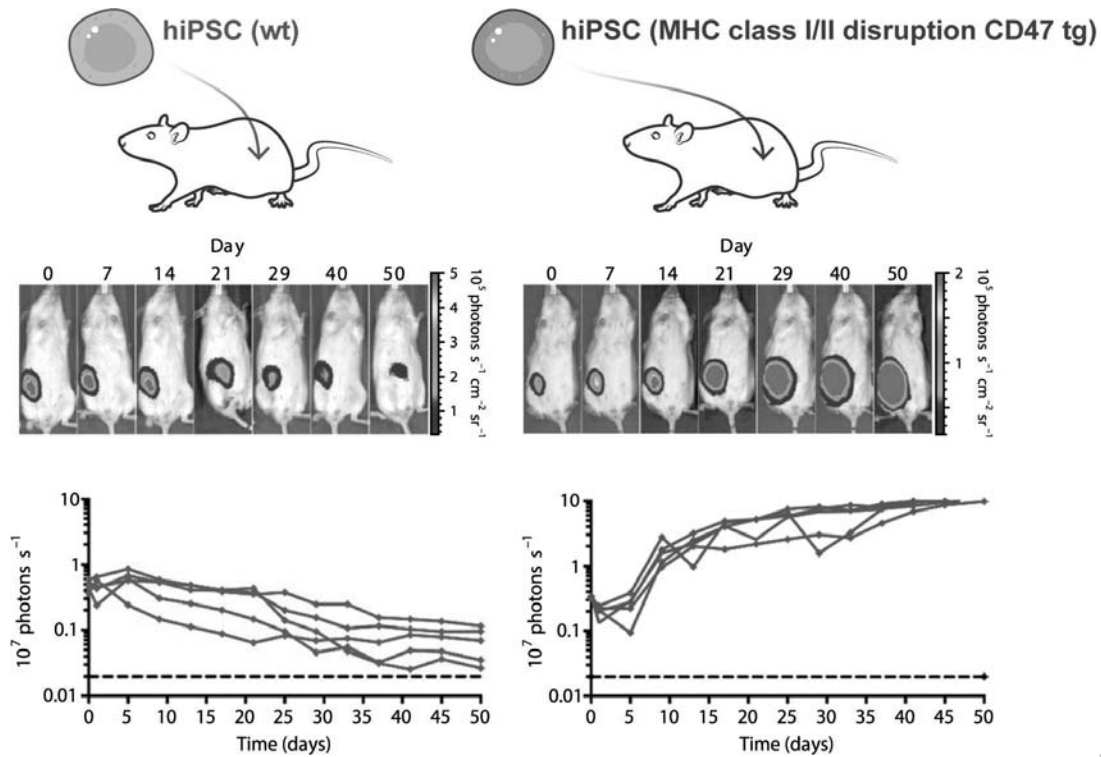 hiPSC (wt)
hiPSC (MHC class I/II disruption CD47 tg)
Day
0 7 14 21 29 40 50
5
4
3
2
1
10⁵ photons s⁻¹ cm⁻² sr⁻¹
Day
0 7 14 21 29 40 50
2
1
10⁵ photons s⁻¹ cm⁻² sr⁻¹
10
1
0.1
0.01
10⁷ photons s⁻¹
0 5 10 15 20 25 30 35 40 45 50
Time (days)
10
1
0.1
0.01
10⁷ photons s⁻¹
0 5 10 15 20 25 30 35 40 45 50
Time (days)